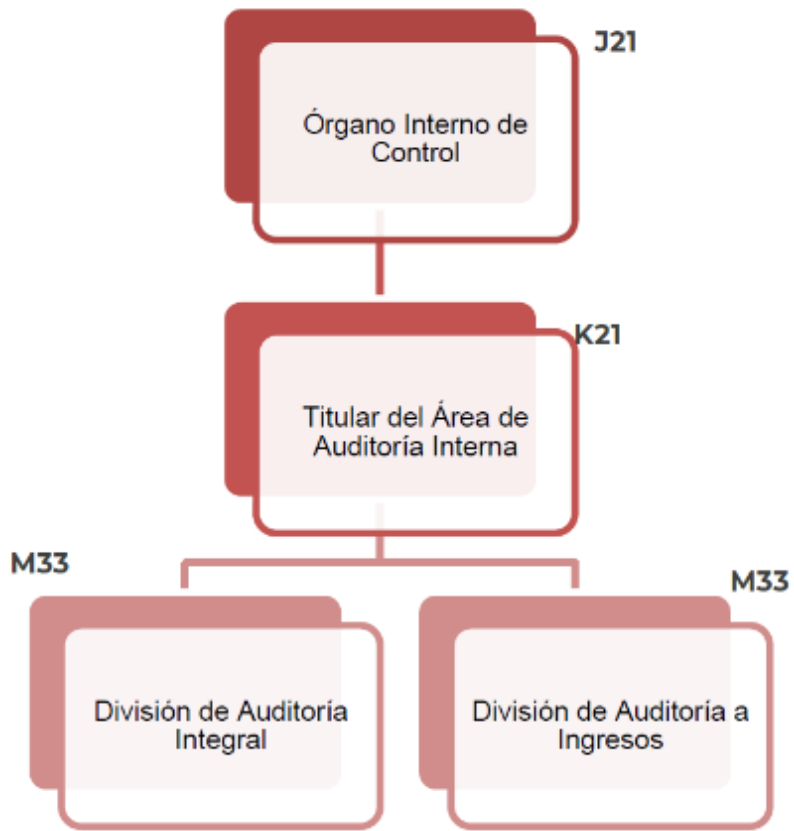 J21
Órgano Interno de
Control
K21
Titular del Área de
Auditoría Interna
M33
M33
División de Auditoría
Integral
División de Auditoría a
Ingresos